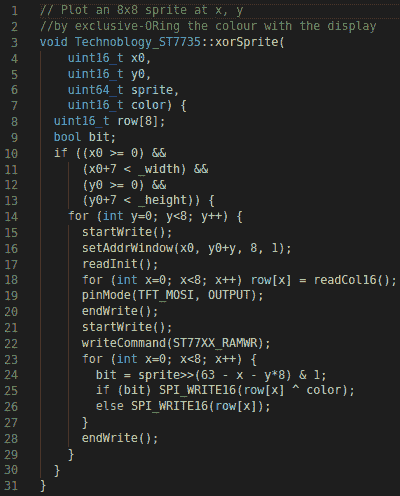 1 // Plot an 8x8 sprite at x, y
2 //by exclusive-ORing the colour with the display
3 void Technoblogy_ST7735::xorSprite(
4 uint16_t x0,
5 uint16_t y0,
6 uint64_t sprite,
7 uint16_t color) {
8 uint16_t row[8];
9 bool bit;
10 if ((x0 >= 0) &&
11 (x0+7 < _width) &&
12 (y0 >= 0) &&
13 (y0+7 < _height)) {
14 for (int y=0; y<8; y++) {
15 startWrite();
16 setAddrWindow(x0, y0+y, 8, 1);
17 readInit();
18 for (int x=0; x<8; x++) row[x] = readCol16();
19 pinMode(TFT_MOSI, OUTPUT);
20 endWrite();
21 startWrite();
22 writeCommand(ST77XX_RAMWR);
23 for (int x=0; x<8; x++) {
24 bit = sprite>>(63 - x - y*8) & 1;
25 if (bit) SPI_WRITE16(row[x] ^ color);
26 else SPI_WRITE16(row[x]);
27 }
28 endWrite();
29 }
30 }
31 }